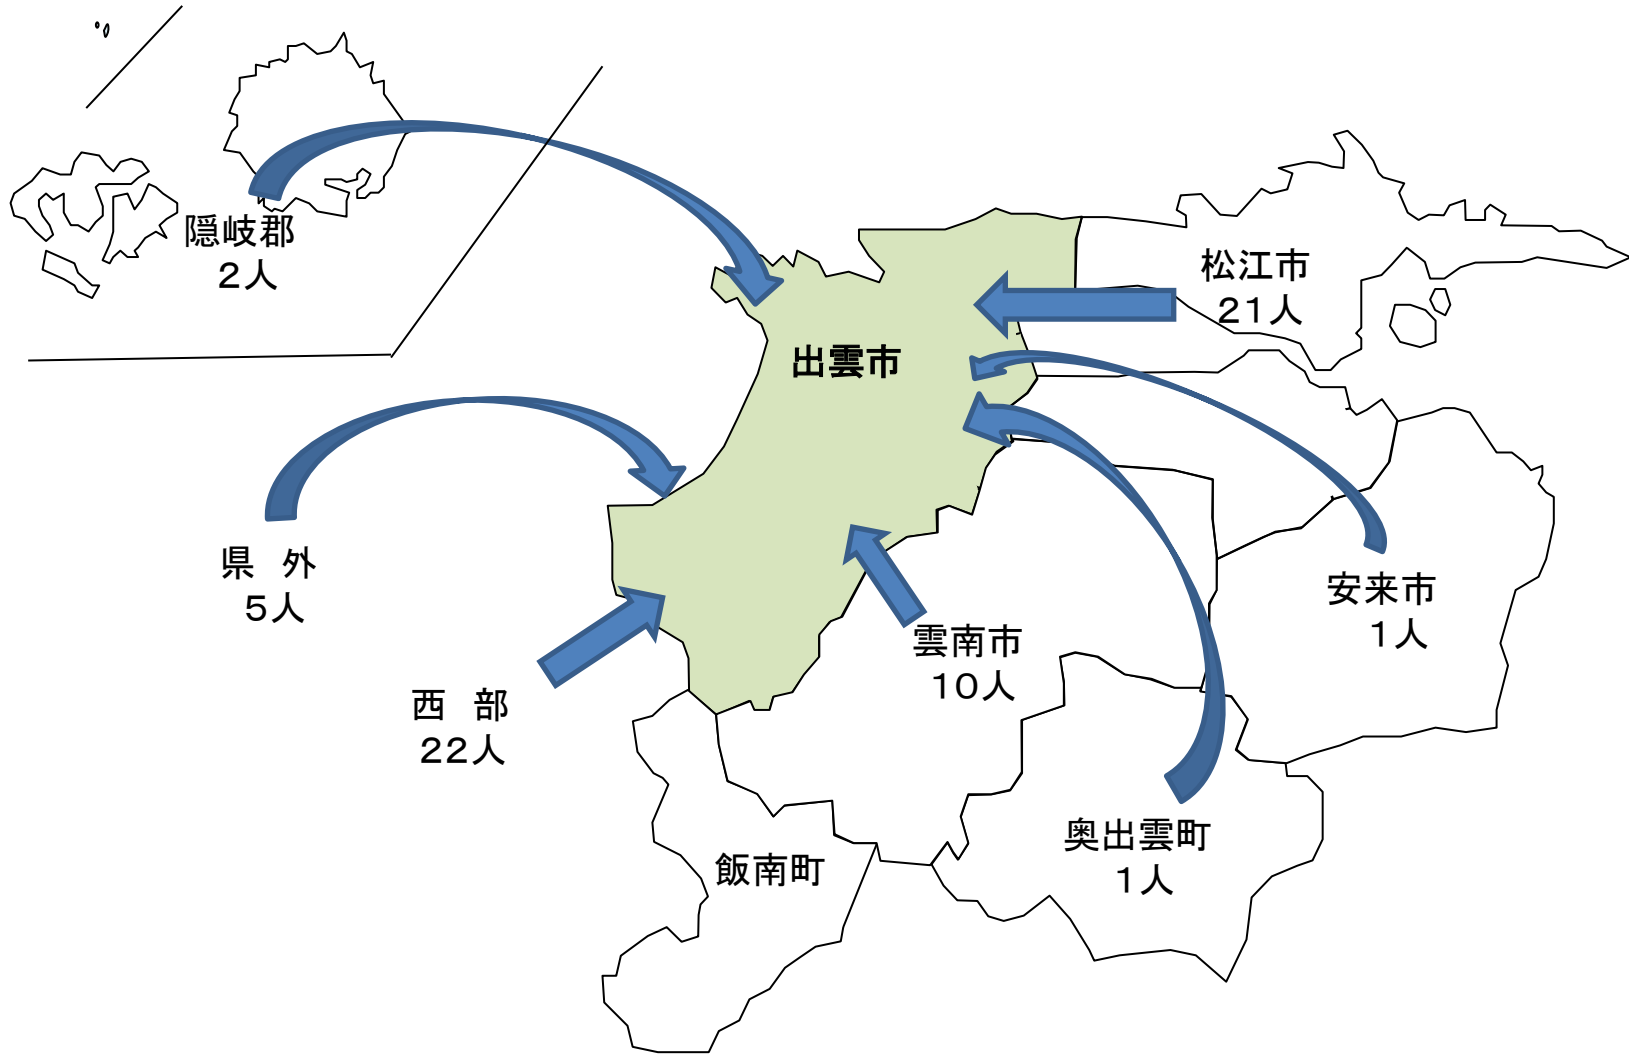 隠岐郡
２人
松江市
２１人
出雲市
県　外
５人
安来市
１人
雲南市
１０人
西　部
２２人
奥出雲町
１人
飯南町